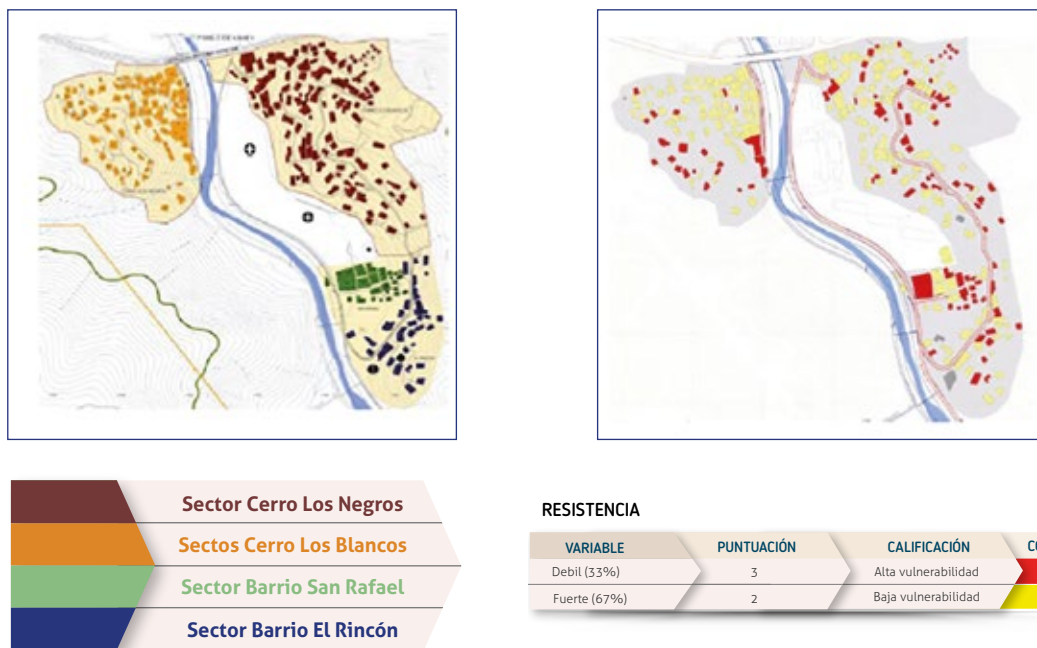 Sector Cerro Los Negros
Sectos Cerro Los Blancos
Sector Barrio San Rafael
Sector Barrio El Rincón
RESISTENCIA
VARIABLE PUNTUACIÓN CALIFICACIÓN
Debil (33%) 3 Alta vulnerabilidad
Fuerte (67%) 2 Baja vulnerabilidad